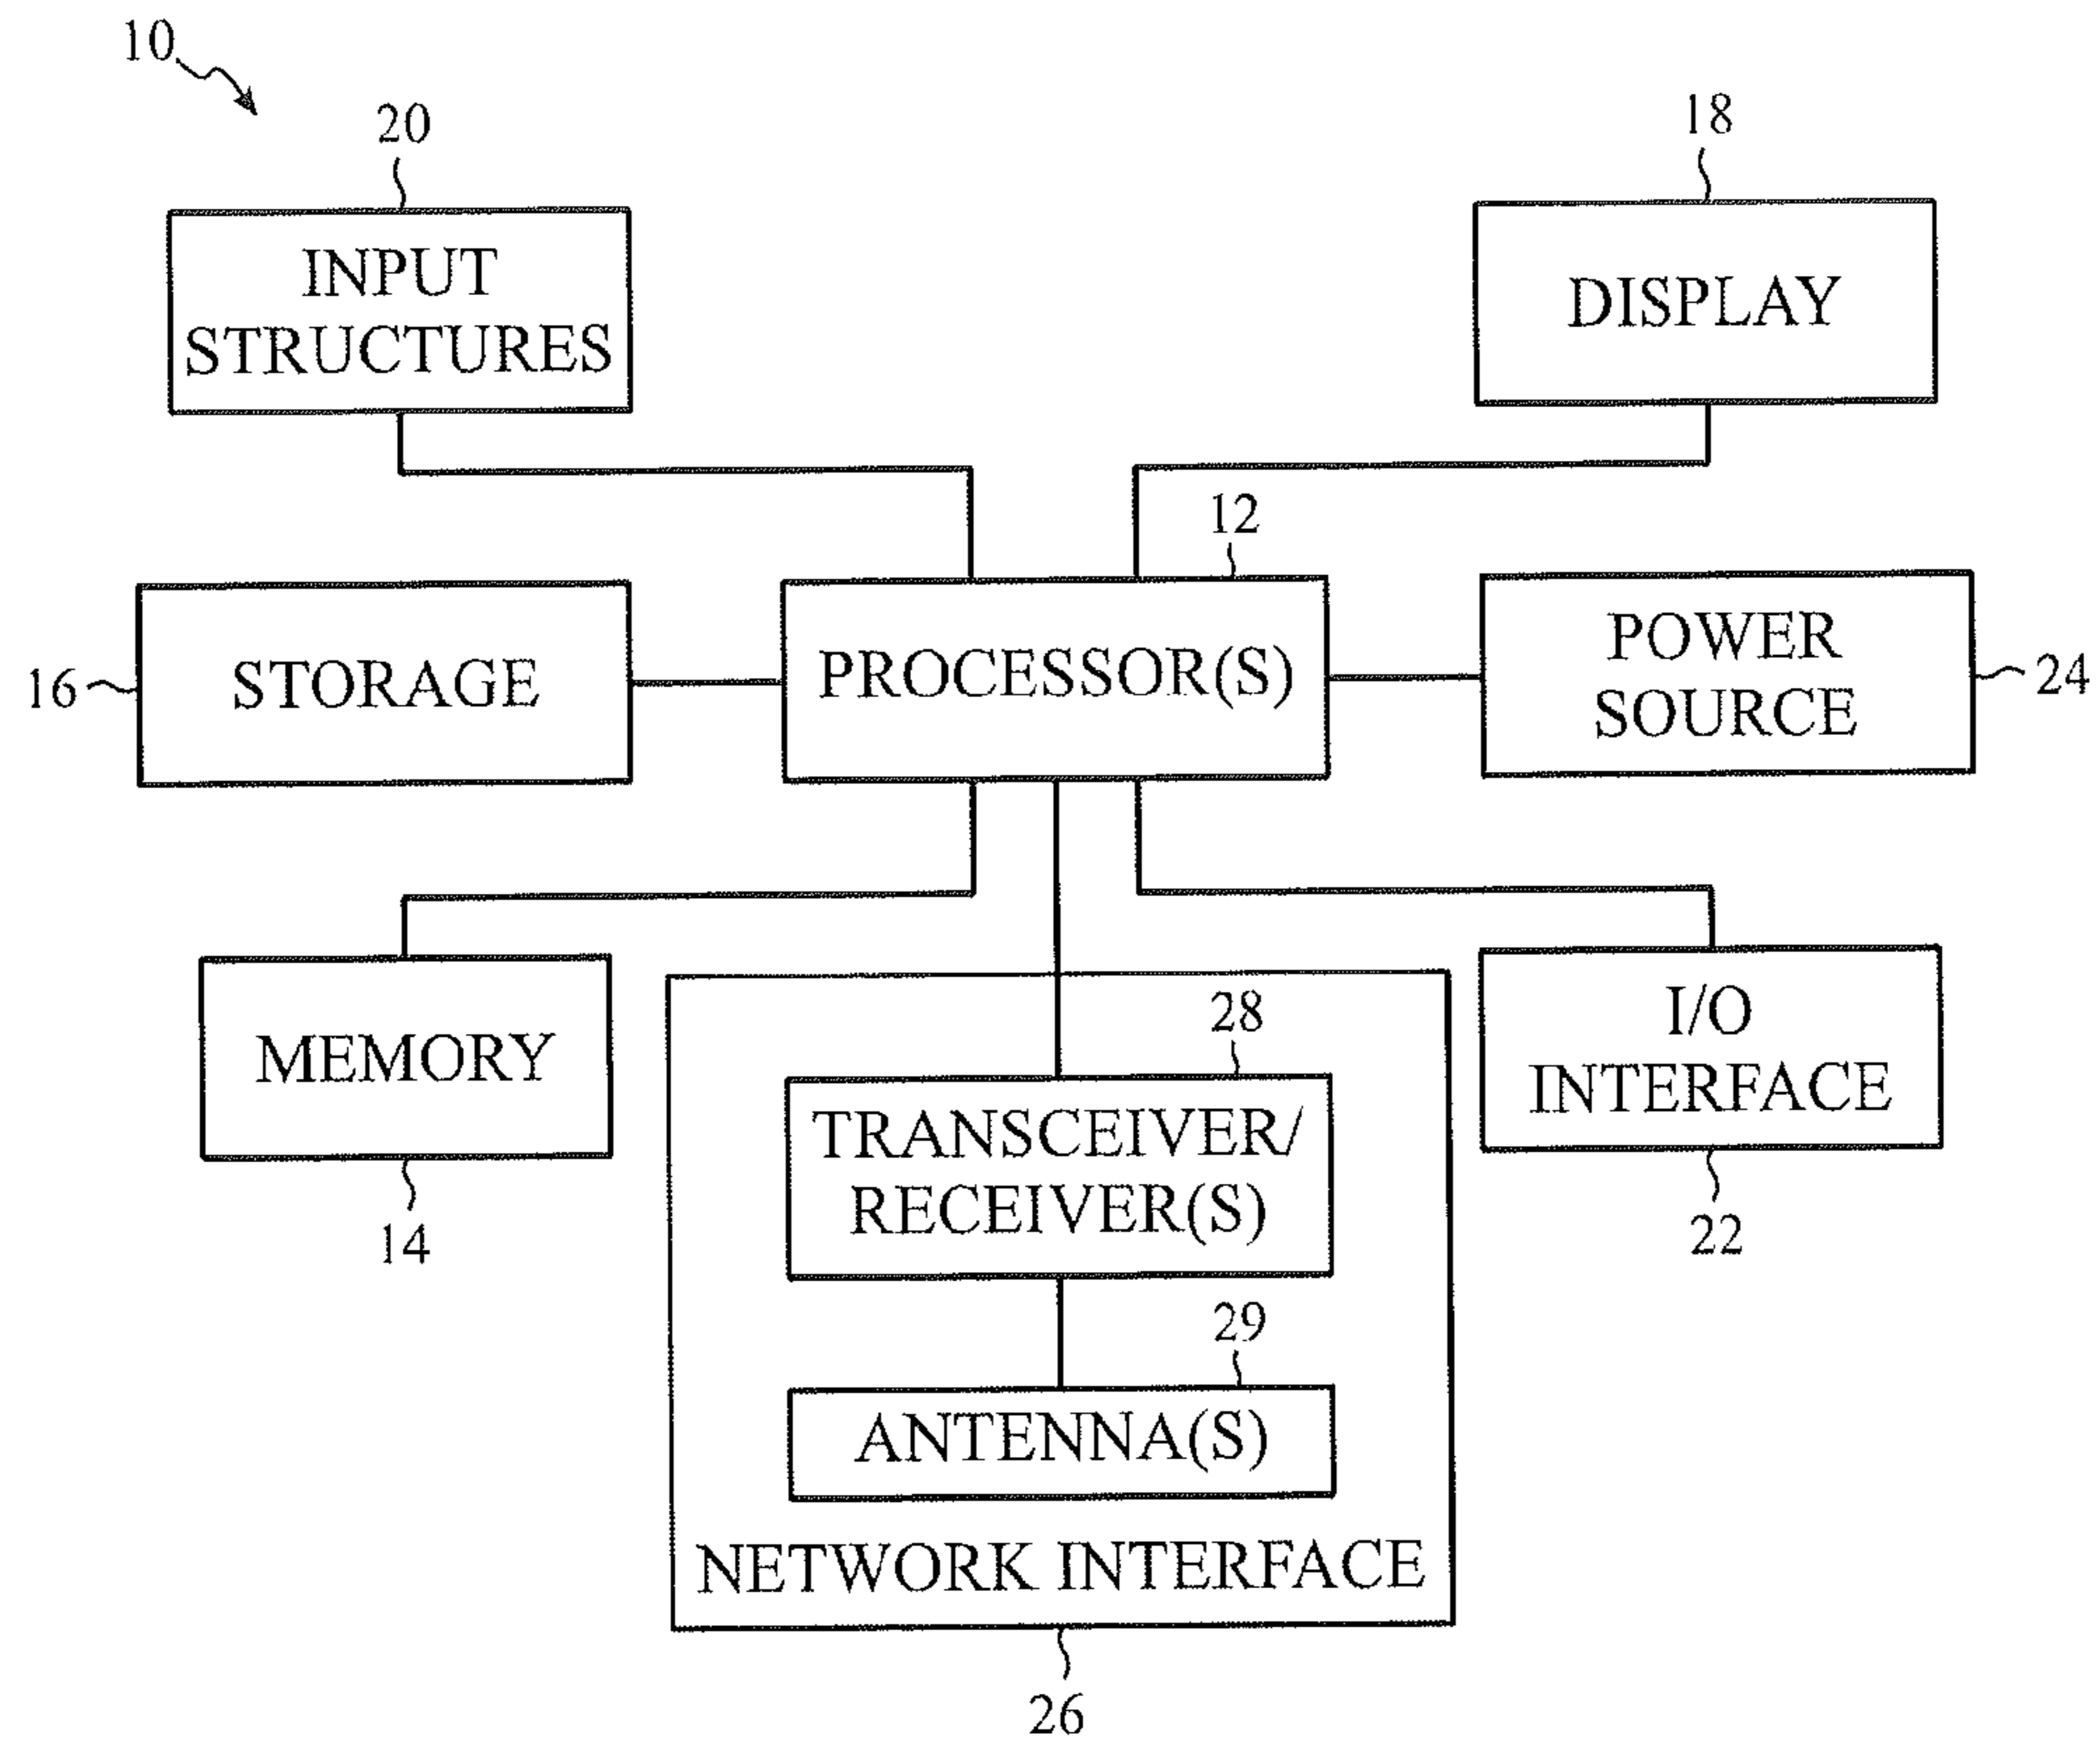 10
20
18
INPUT
STRUCTURES
DISPLAY
12
16
STORAGE
PROCESSOR(S)
POWER
SOURCE
24
MEMORY
14
28
TRANSCEIVER/
RECEIVER(S)
29
ANTENNA(S)
NETWORK INTERFACE
26
I/O
INTERFACE
22